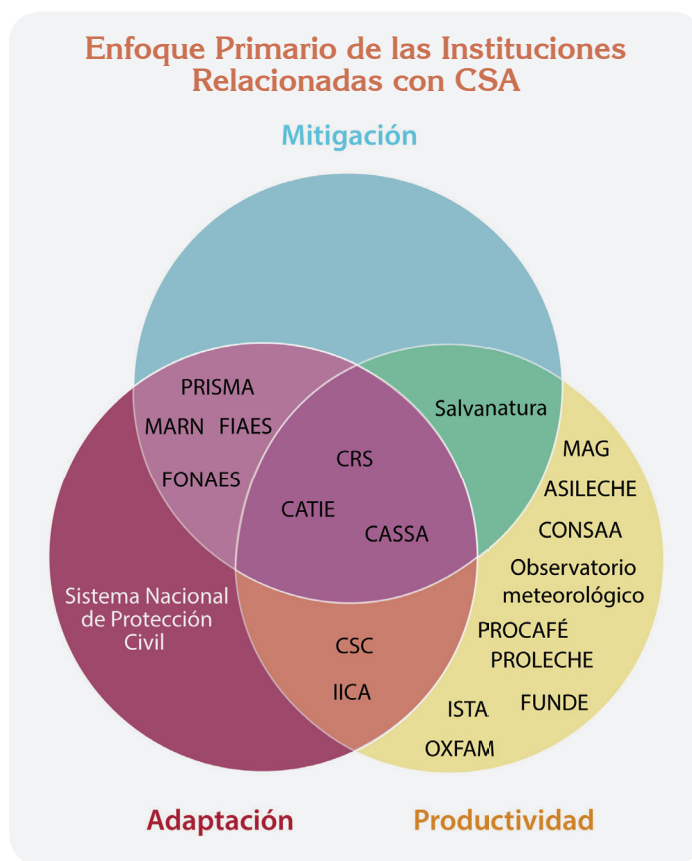 Enfoque Primario de las Instituciones
Relacionadas con CSA
Mitigación
PRISMA
MARN FIAES
FONAES
Salvanatura
CRS
CATIE
CASSA
MAG
ASILECHE
CONSAA
Observatorio
meteorológico
PROCAFÉ
PROLECHE
ISTA
FUNDE
OXFAM
Sistema Nacional
de Protección
Civil
CSC
IICA
Adaptación
Productividad